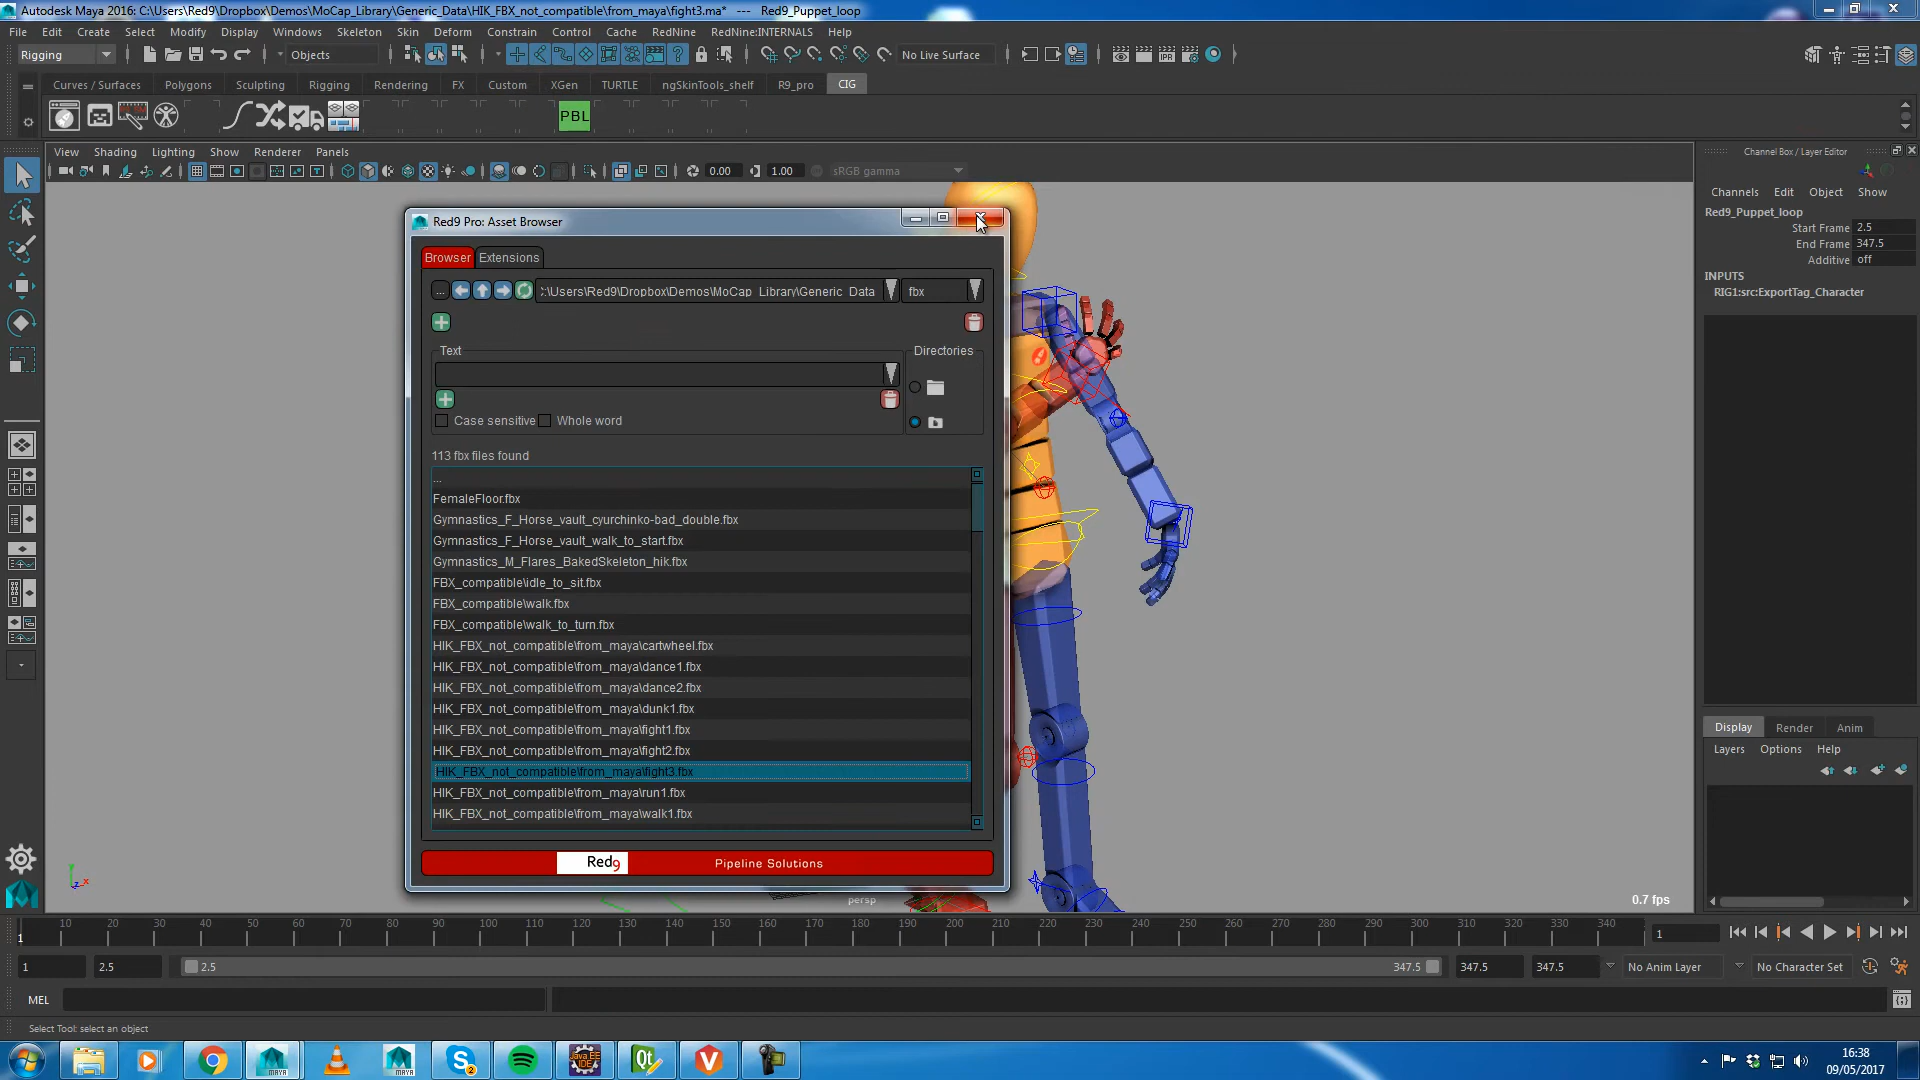 Autodesk Maya 2016: C:\Users\Red9\Dropbox\Demos\MoCap_Library\Generic_Data\HIK_FBX_not_compatible\from_maya\fight3.ma*   ---   Red9_Puppet_loop
File Edit Create Select Modify Display Windows Skeleton Skin Deform Constrain Control Cache RedNine RedNine:INTERNALS Help
Rigging Objects No Live Surface
Curves / Surfaces Polygons Sculpting Rigging Rendering FX Custom XGen TURTLE ngSkinTools_shelf R9_pro CIG
PBL
View Shading Lighting Show Renderer Panels
0.00 1.00 sRGB gamma
Channel Box / Layer Editor
Channels Edit Object Show
Red9_Puppet_loop
Start Frame 2.5
End Frame 347.5
Additive off
INPUTS
RIG1:src:ExportTag_Character
Red9 Pro: Asset Browser
Browser Extensions
... :\Users\Red9\Dropbox\Demos\MoCap_Library\Generic_Data fbx
Text Directories
Case sensitive Whole word
113 fbx files found
...
FemaleFloor.fbx
Gymnastics_F_Horse_vault_cyurchinko-bad_double.fbx
Gymnastics_F_Horse_vault_walk_to_start.fbx
Gymnastics_M_Flares_BakedSkeleton_hik.fbx
FBX_compatible\idle_to_sit.fbx
FBX_compatible\walk.fbx
FBX_compatible\walk_to_turn.fbx
HIK_FBX_not_compatible\from_maya\cartwheel.fbx
HIK_FBX_not_compatible\from_maya\dance1.fbx
HIK_FBX_not_compatible\from_maya\dance2.fbx
HIK_FBX_not_compatible\from_maya\dunk1.fbx
HIK_FBX_not_compatible\from_maya\fight1.fbx
HIK_FBX_not_compatible\from_maya\fight2.fbx
HIK_FBX_not_compatible\from_maya\fight3.fbx
HIK_FBX_not_compatible\from_maya\run1.fbx
HIK_FBX_not_compatible\from_maya\walk1.fbx
Red9 Pipeline Solutions
Display Render Anim
Layers Options Help
y
z x
persp
0.7 fps
10 20 30 40 50 60 70 80 90 100 110 120 130 140 150 160 170 180 190 200 210 220 230 240 250 260 270 280 290 300 310 320 330 340
1 1
1 2.5 2.5 347.5 347.5 347.5 No Anim Layer No Character Set
MEL
Select Tool: select an object
MAYA MAYA 2 Java EE IDE Qt V
16:38
09/05/2017